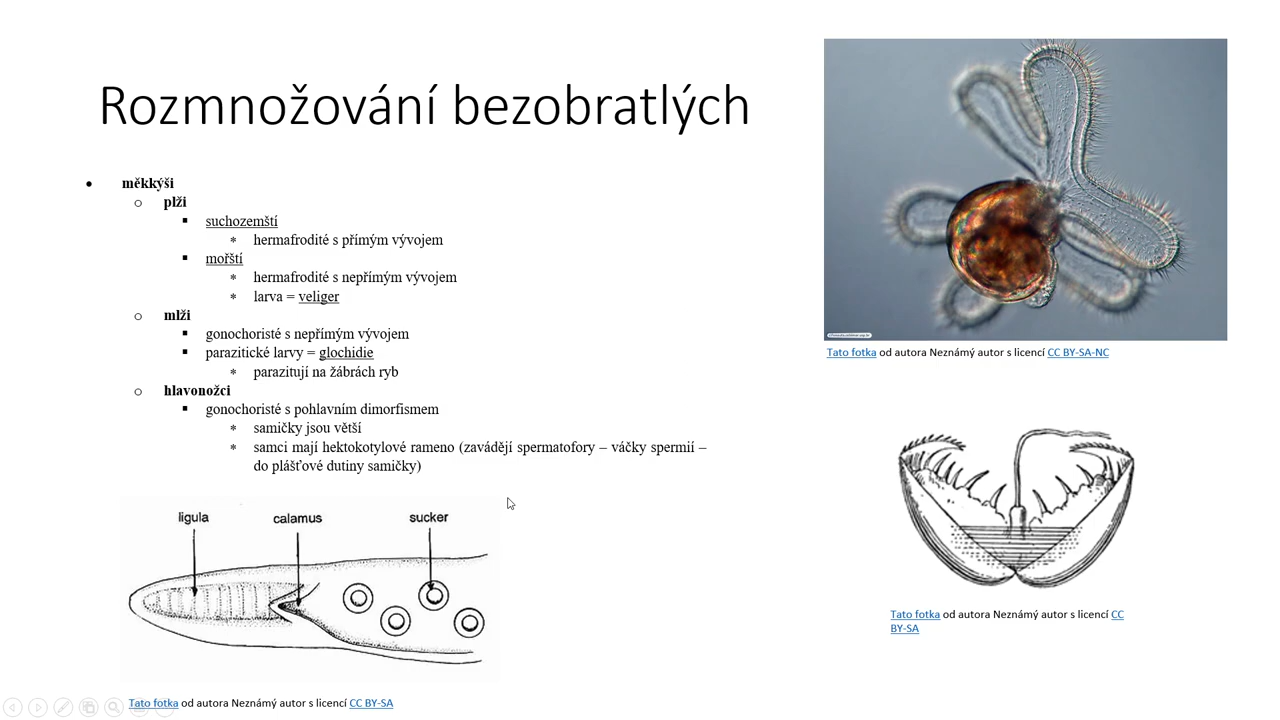 Rozmnožování bezobratlých
• měkkýši
o plži
▪ suchozemští
* hermafrodité s přímým vývojem
▪ mořští
* hermafrodité s nepřímým vývojem
* larva = veliger
o mlži
▪ gonochoristé s nepřímým vývojem
▪ parazitické larvy = glochidie
* parazitují na žábrách ryb
o hlavonožci
▪ gonochoristé s pohlavním dimorfismem
* samičky jsou větší
* samci mají hektokotylové rameno (zavádějí spermatofory – váčky spermií –
do plášťové dutiny samičky)
ligula calamus sucker
Tato fotka od autora Neznámý autor s licencí CC BY-SA
Tato fotka od autora Neznámý autor s licencí CC BY-SA-NC
Tato fotka od autora Neznámý autor s licencí CC
BY-SA